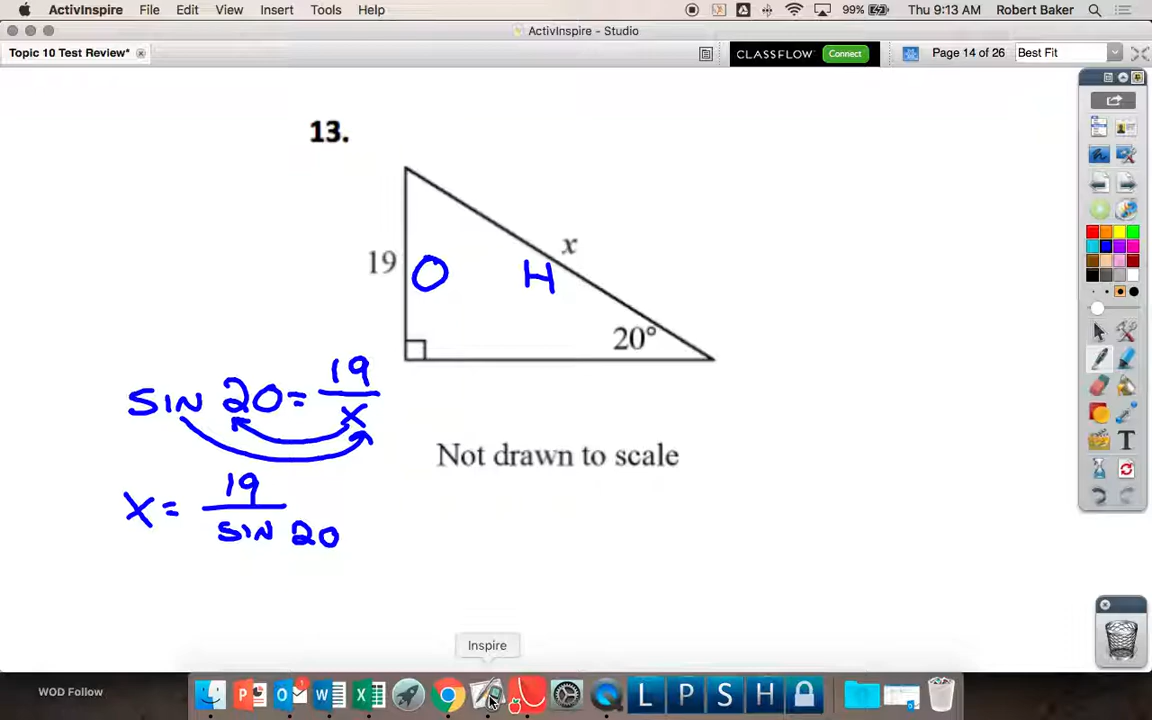 ActivInspire File Edit View Insert Tools Help 99% Thu 9:13 AM Robert Baker
ActivInspire - Studio
Topic 10 Test Review* CLASSFLOW Connect Page 14 of 26 Best Fit
13.
x
19 O H
20°
sin 20 = 19/x
Not drawn to scale
x = 19/sin 20
Inspire
WOD Follow
L P S H
1
T